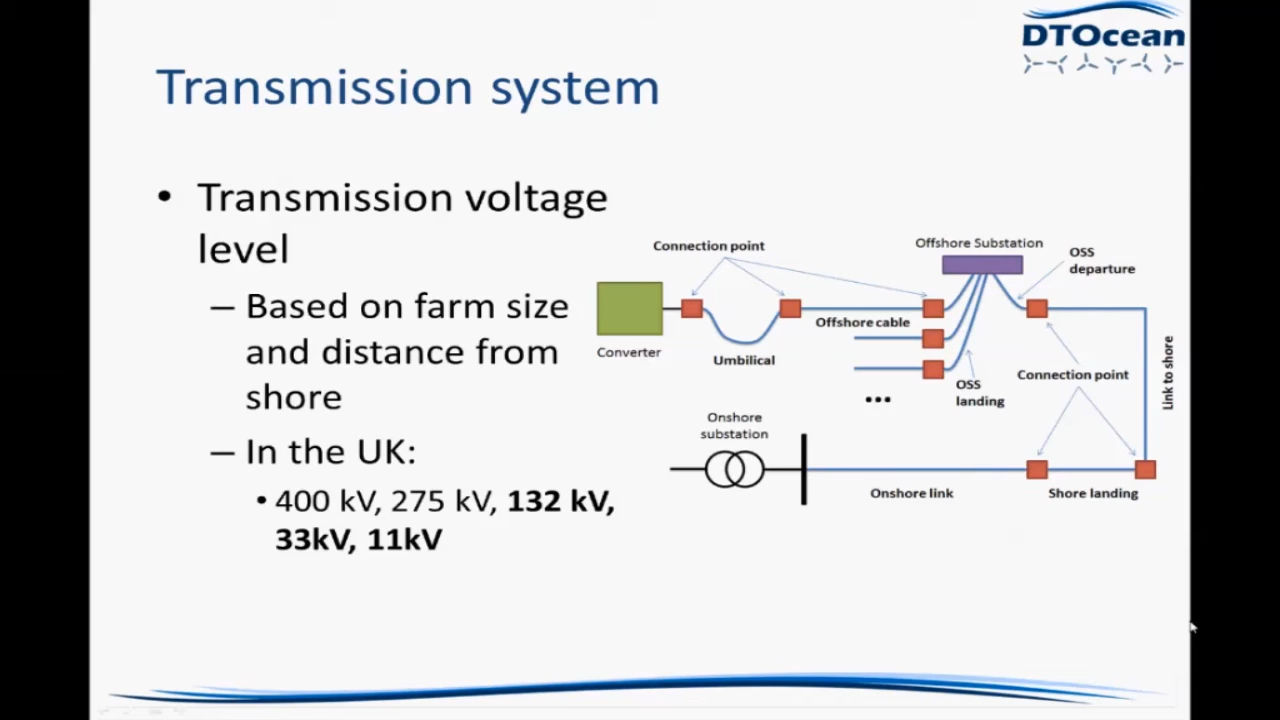 DTOcean
Transmission system
• Transmission voltage
level
– Based on farm size
and distance from
shore
– In the UK:
• 400 kV, 275 kV, 132 kV,
33kV, 11kV
Connection point
Offshore Substation
OSS
departure
Offshore cable
Converter
Umbilical
Link to shore
Connection point
OSS
landing
...
Onshore
substation
Onshore link
Shore landing